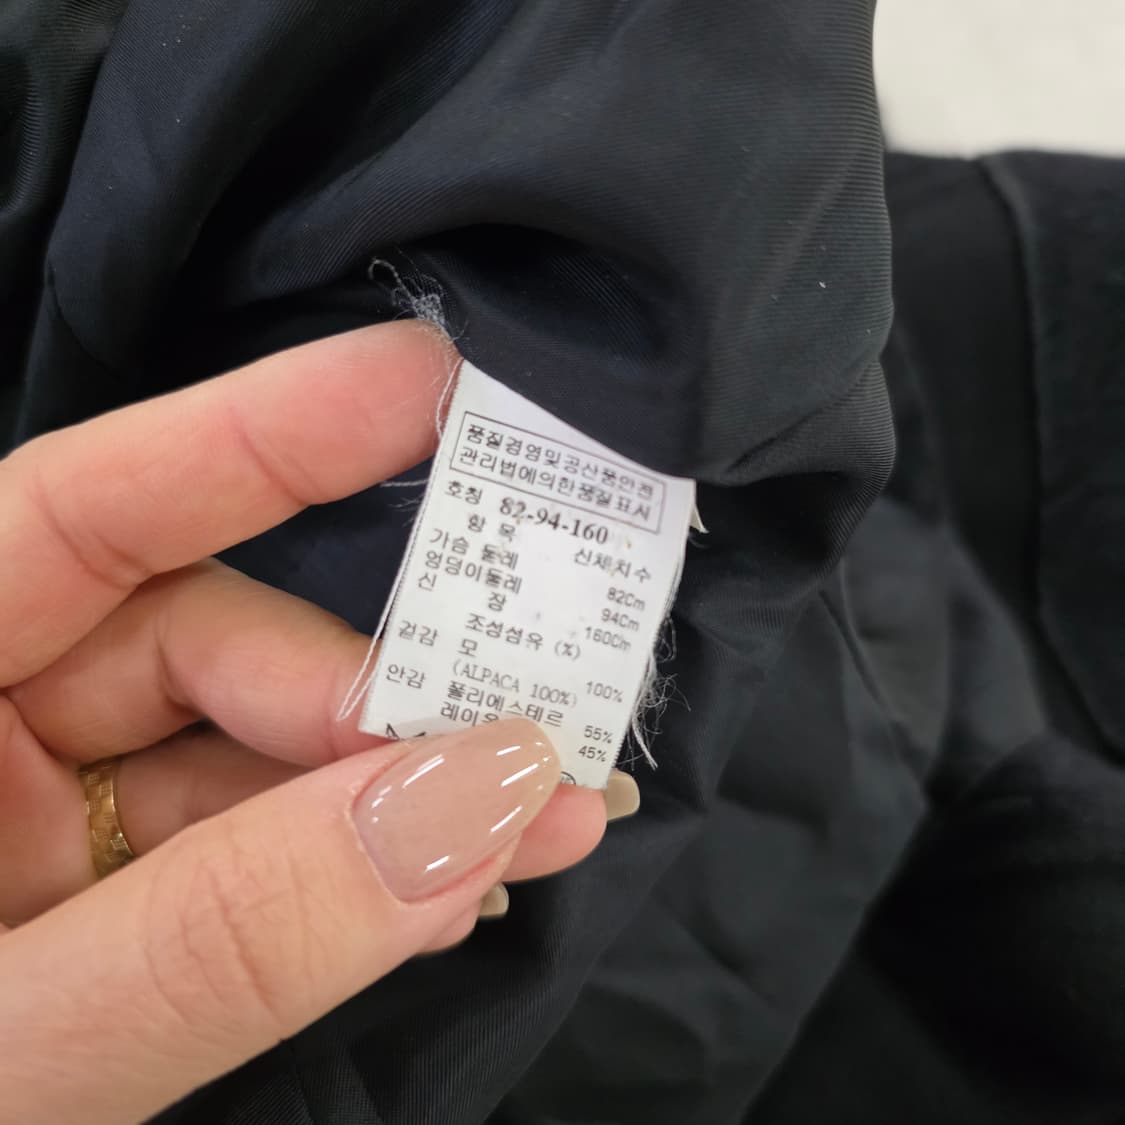 품질경영및공산품안전
관리법에의한품질표시
호칭 82-94-160
항 목 신체치수
가슴 둘레 82Cm
엉덩이둘레 94Cm
신 장 160Cm
조성섬유 (%)
겉감 모 100%
(ALPACA 100%)
안감 폴리에스테르 55%
45%